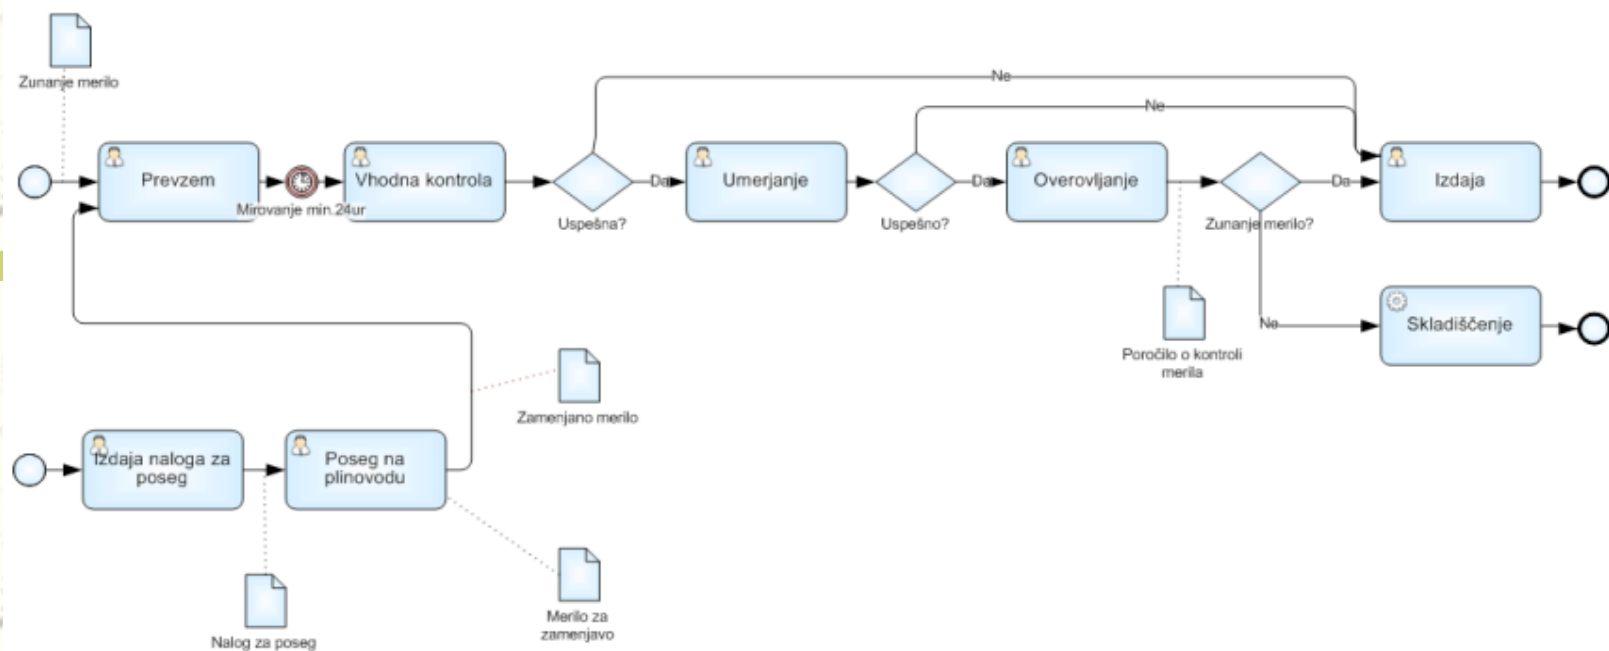 Zunanje merilo
Ne
Ne
Prevzem
Mirovanje min.24ur
Vhodna kontrola
Uspešna?
Da
Umerjanje
Uspešno?
Da
Overovljanje
Zunanje merilo?
Da
Izdaja
Ne
Skladiščenje
Poročilo o kontroli
merila
Zamenjano merilo
Izdaja naloga za
poseg
Poseg na
plinovodu
Nalog za poseg
Merilo za
zamenjavo